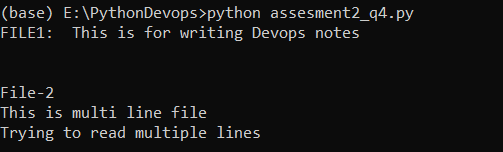 (base) E:\PythonDevops>python assesment2_q4.py
FILE1:  This is for writing Devops notes
File-2
This is multi line file
Trying to read multiple lines